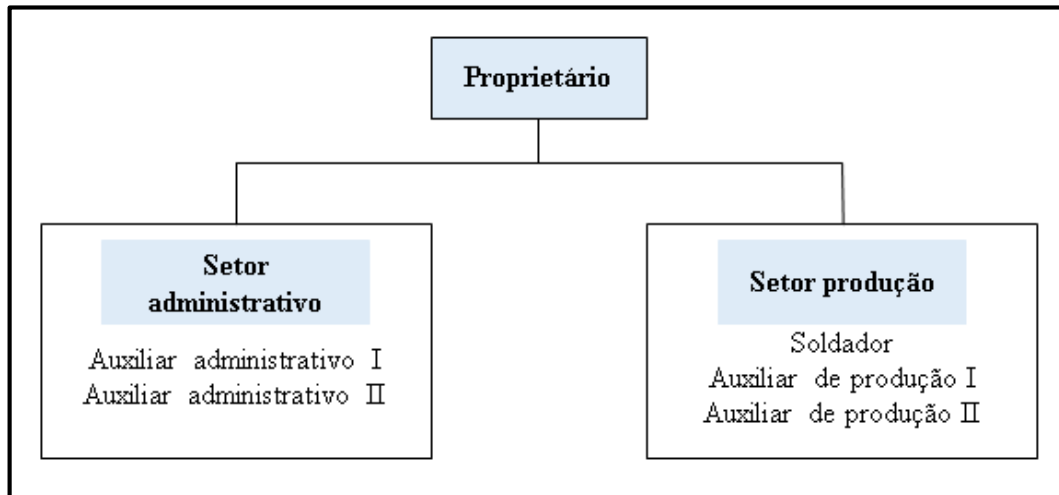 Proprietário
Setor
administrativo
Auxiliar administrativo I
Auxiliar administrativo II
Setor produção
Soldador
Auxiliar de produção I
Auxiliar de produção II